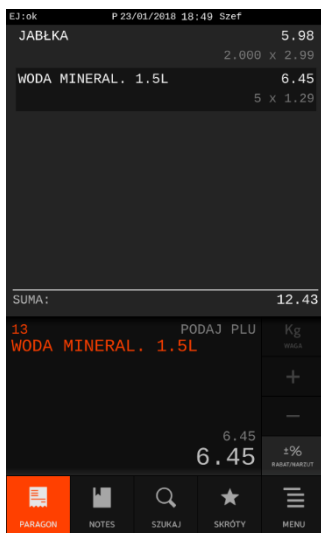 EJ:ok P 23/01/2018 18:49 Szef
JABŁKA 5.98
2.000 x 2.99
WODA MINERAL. 1.5L 6.45
5 x 1.29
SUMA: 12.43
13 PODAJ PLU
WODA MINERAL. 1.5L
Kg
WAGA
+
−
6.45
6.45
±%
RABAT/NARZUT
PARAGON NOTES SZUKAJ SKRÓTY MENU